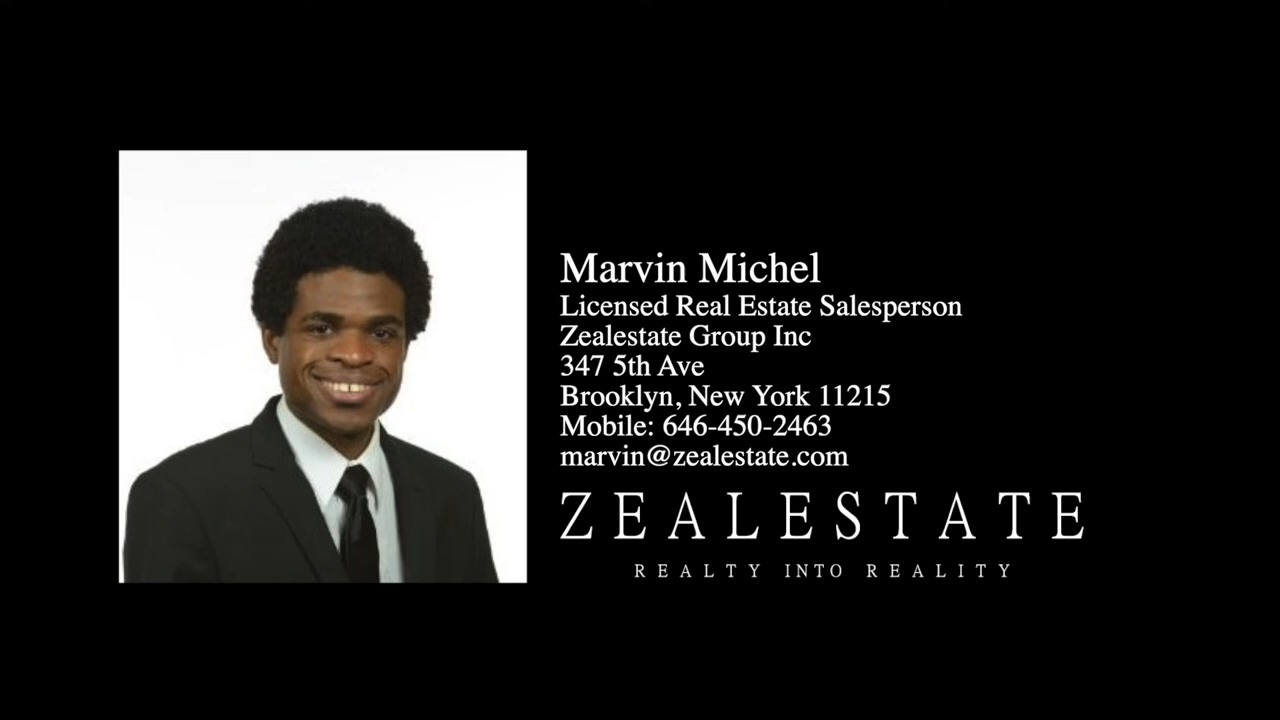 Marvin Michel
Licensed Real Estate Salesperson
Zealestate Group Inc
347 5th Ave
Brooklyn, New York 11215
Mobile: 646-450-2463
marvin@zealestate.com
ZEALESTATE
REALTY INTO REALITY